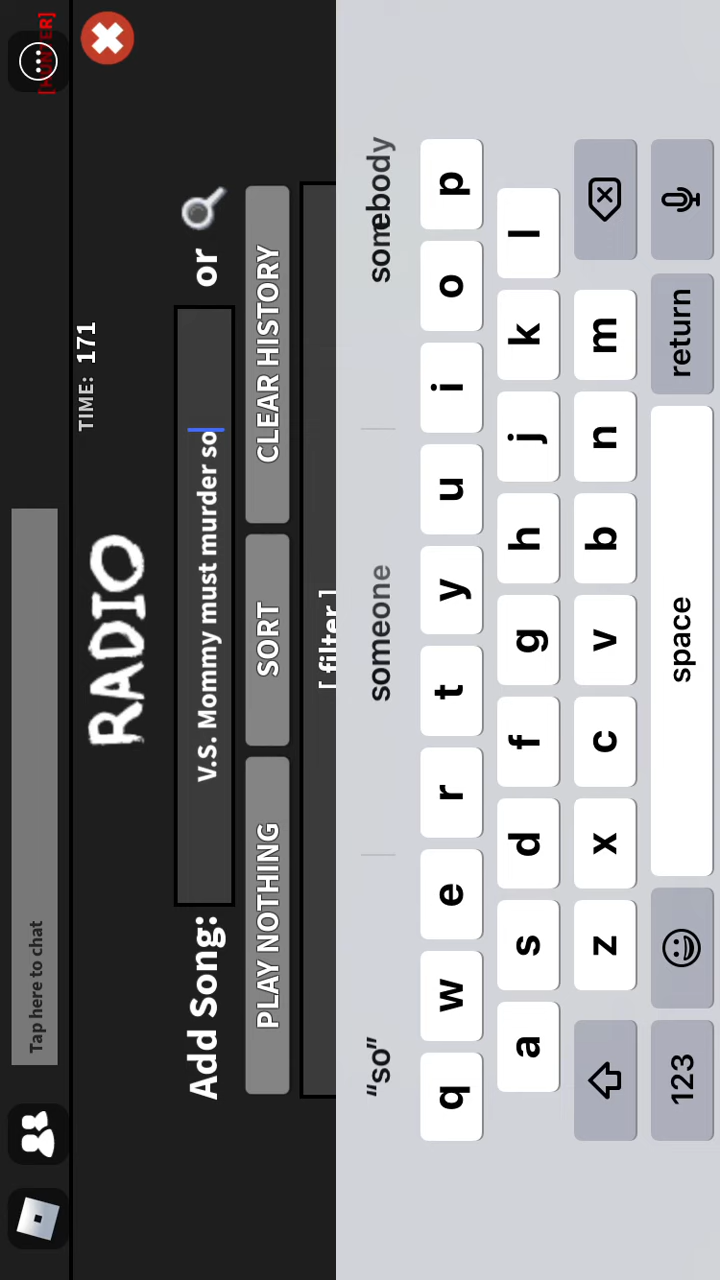 [HUNTER]
Tap here to chat
TIME: 171
RADIO
Add Song:
V.S. Mommy must murder so
or
PLAY NOTHING
SORT
CLEAR HISTORY
[ filter ]
“so”
someone
somebody
q w e r t y u i o p
a s d f g h j k l
z x c v b n m
123
space
return